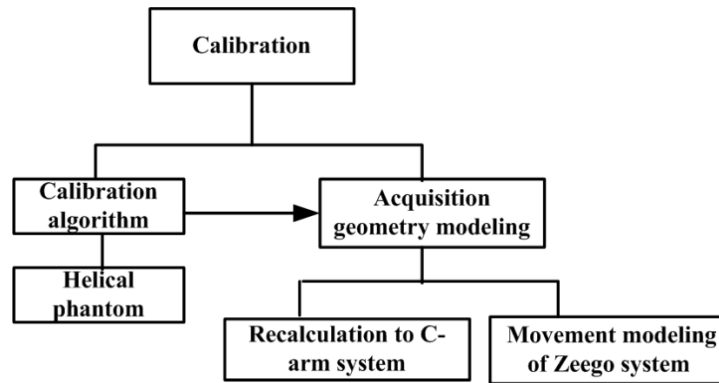 Calibration
Calibration
algorithm
Acquisition
geometry modeling
Helical
phantom
Recalculation to C-
arm system
Movement modeling
of Zeego system